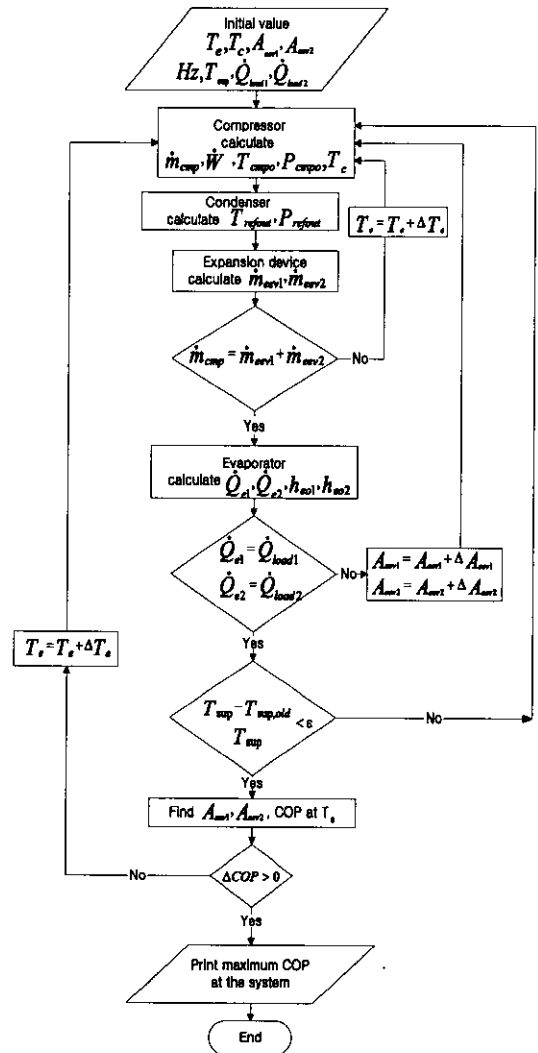 Initial value
T_e, T_c, A_eev1, A_eev2
Hz, T_sup, Q̇_load1, Q̇_load2
Compressor
calculate
ṁ_cmp, Ẇ, T_cmpo, P_cmpo, T_c
Condenser
calculate T_refout, P_refout
T_e = T_e + ΔT_e
Expansion device
calculate ṁ_eev1, ṁ_eev2
ṁ_cmp = ṁ_eev1 + ṁ_eev2
No
Yes
Evaporator
calculate Q̇_e1, Q̇_e2, h_eo1, h_eo2
Q̇_e1 = Q̇_load1
Q̇_e2 = Q̇_load2
No
A_eev1 = A_eev1 + ΔA_eev1
A_eev2 = A_eev2 + ΔA_eev2
Yes
T_e = T_e + ΔT_e
T_sup − T_sup,old
T_sup
< ε
No
Yes
Find A_eev1, A_eev2, COP at T_e
No
ΔCOP > 0
Yes
Print maximum COP
at the system
End